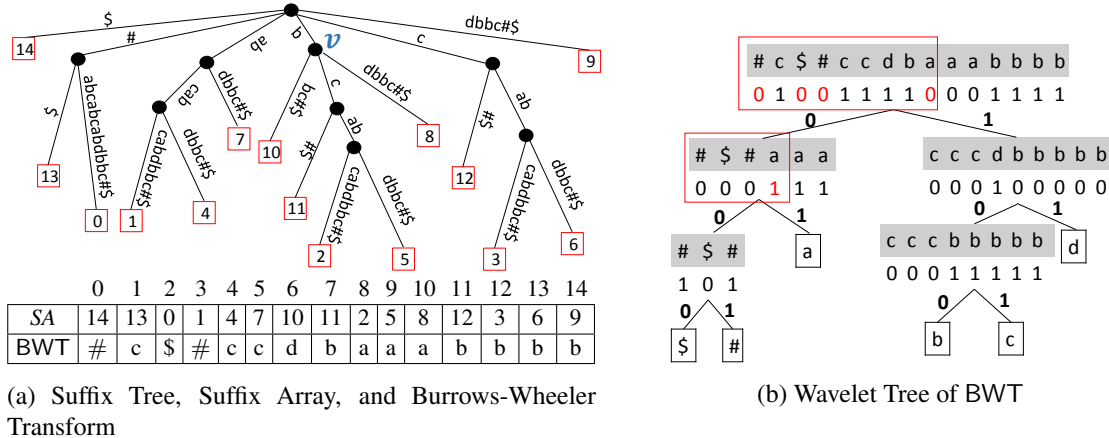 $
#
ab
b
v
c
dbbc#$
14
9
$
abcabcabdbbc#$
cab
dbbc#$
bc#$
c
dbbc#$
#$
ab
7
10
8
12
13
0
cabdbbc#$
dbbc#$
1
4
#$
ab
11
cabdbbc#$
dbbc#$
2
5
cabdbbc#$
dbbc#$
3
6
0 1 2 3 4 5 6 7 8 9 10 11 12 13 14
SA 14 13 0 1 4 7 10 11 2 5 8 12 3 6 9
BWT # c $ # c c d b a a a b b b b
(a) Suffix Tree, Suffix Array, and Burrows-Wheeler
Transform
# c $ # c c d b a a a b b b b
0 1 0 0 1 1 1 1 0 0 0 1 1 1 1
0 1
# $ # a a a
0 0 0 1 1 1
0 1
# $ #
1 0 1
0 1
$ #
a
c c c d b b b b b
0 0 0 1 0 0 0 0 0
0 1
c c c b b b b b
0 0 0 1 1 1 1 1
d
0 1
b c
(b) Wavelet Tree of BWT